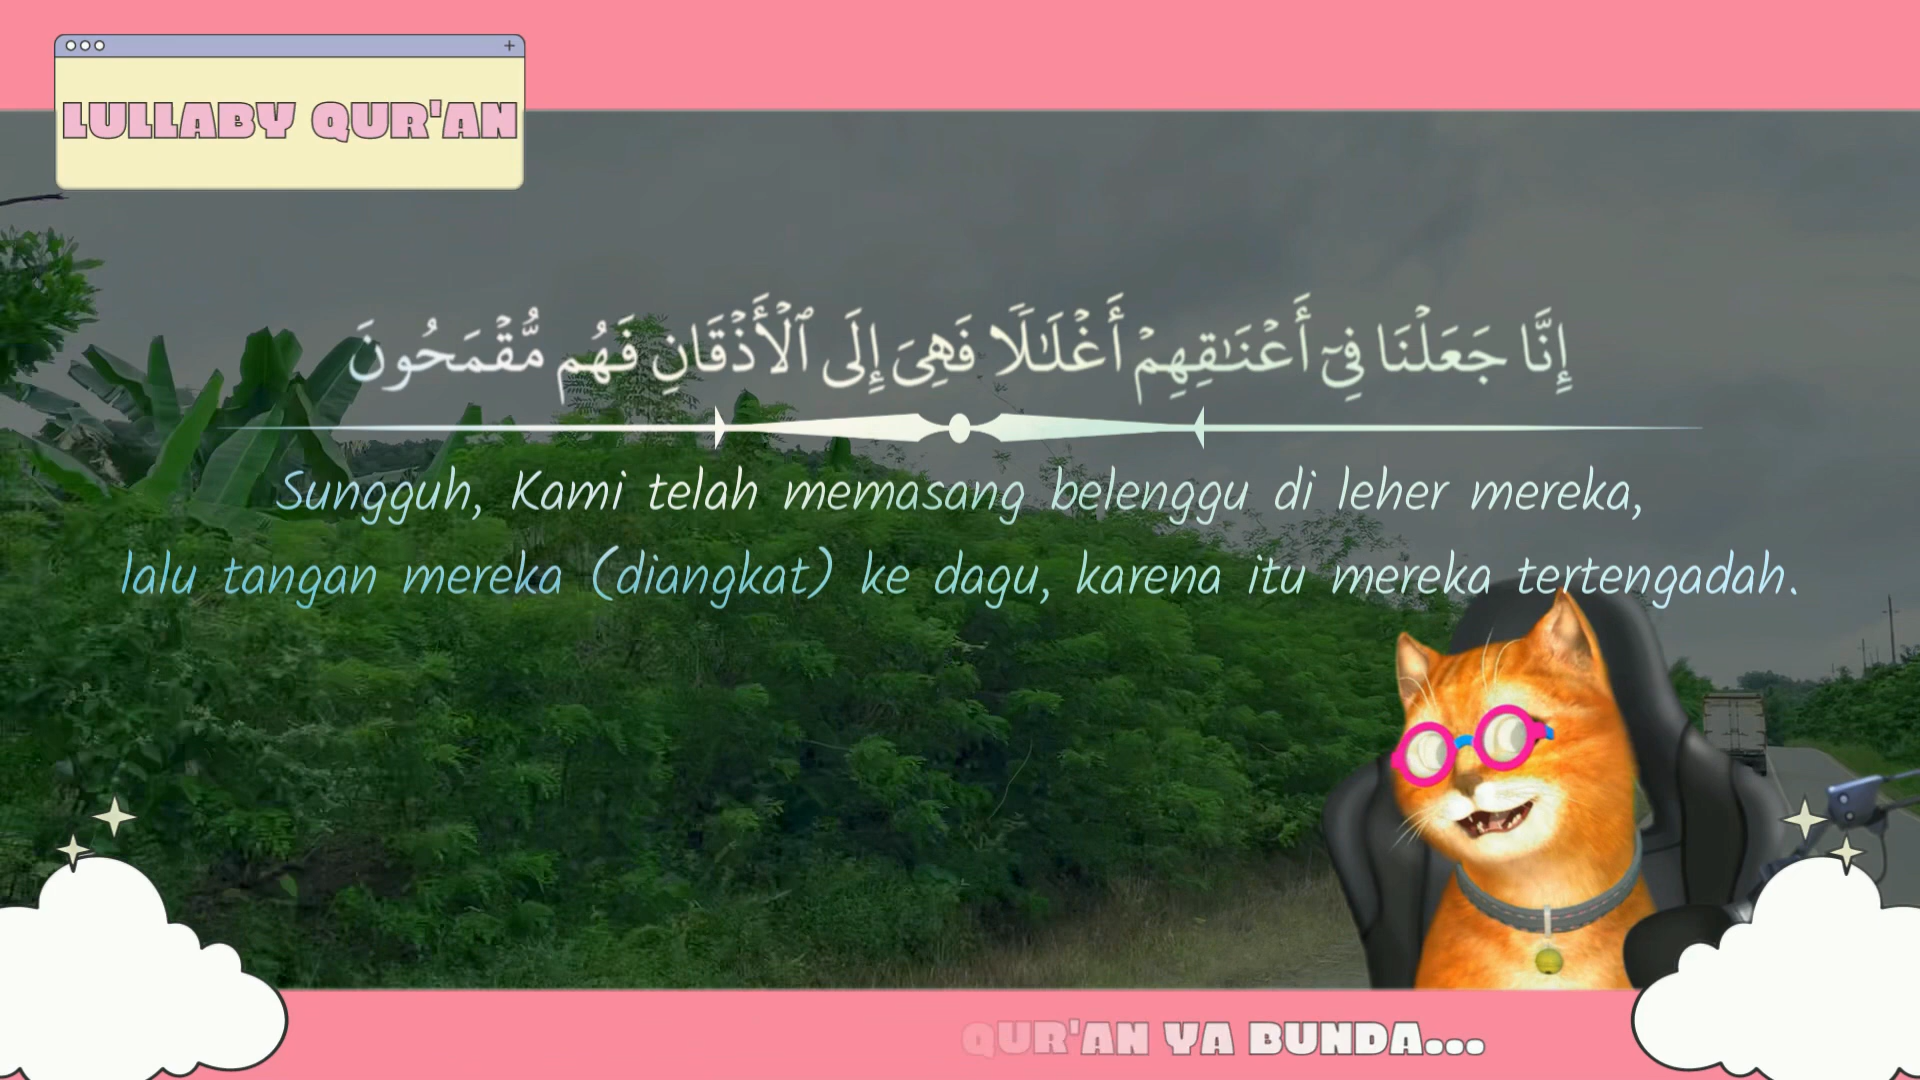 LULLABY QUR'AN
إِنَّا جَعَلْنَا فِىٓ أَعْنَـٰقِهِمْ أَغْلَـٰلًا فَهِىَ إِلَى ٱلْأَذْقَانِ فَهُم مُّقْمَحُونَ
Sungguh, Kami telah memasang belenggu di leher mereka,
lalu tangan mereka (diangkat) ke dagu, karena itu mereka tertengadah.
QUR'AN YA BUNDA...